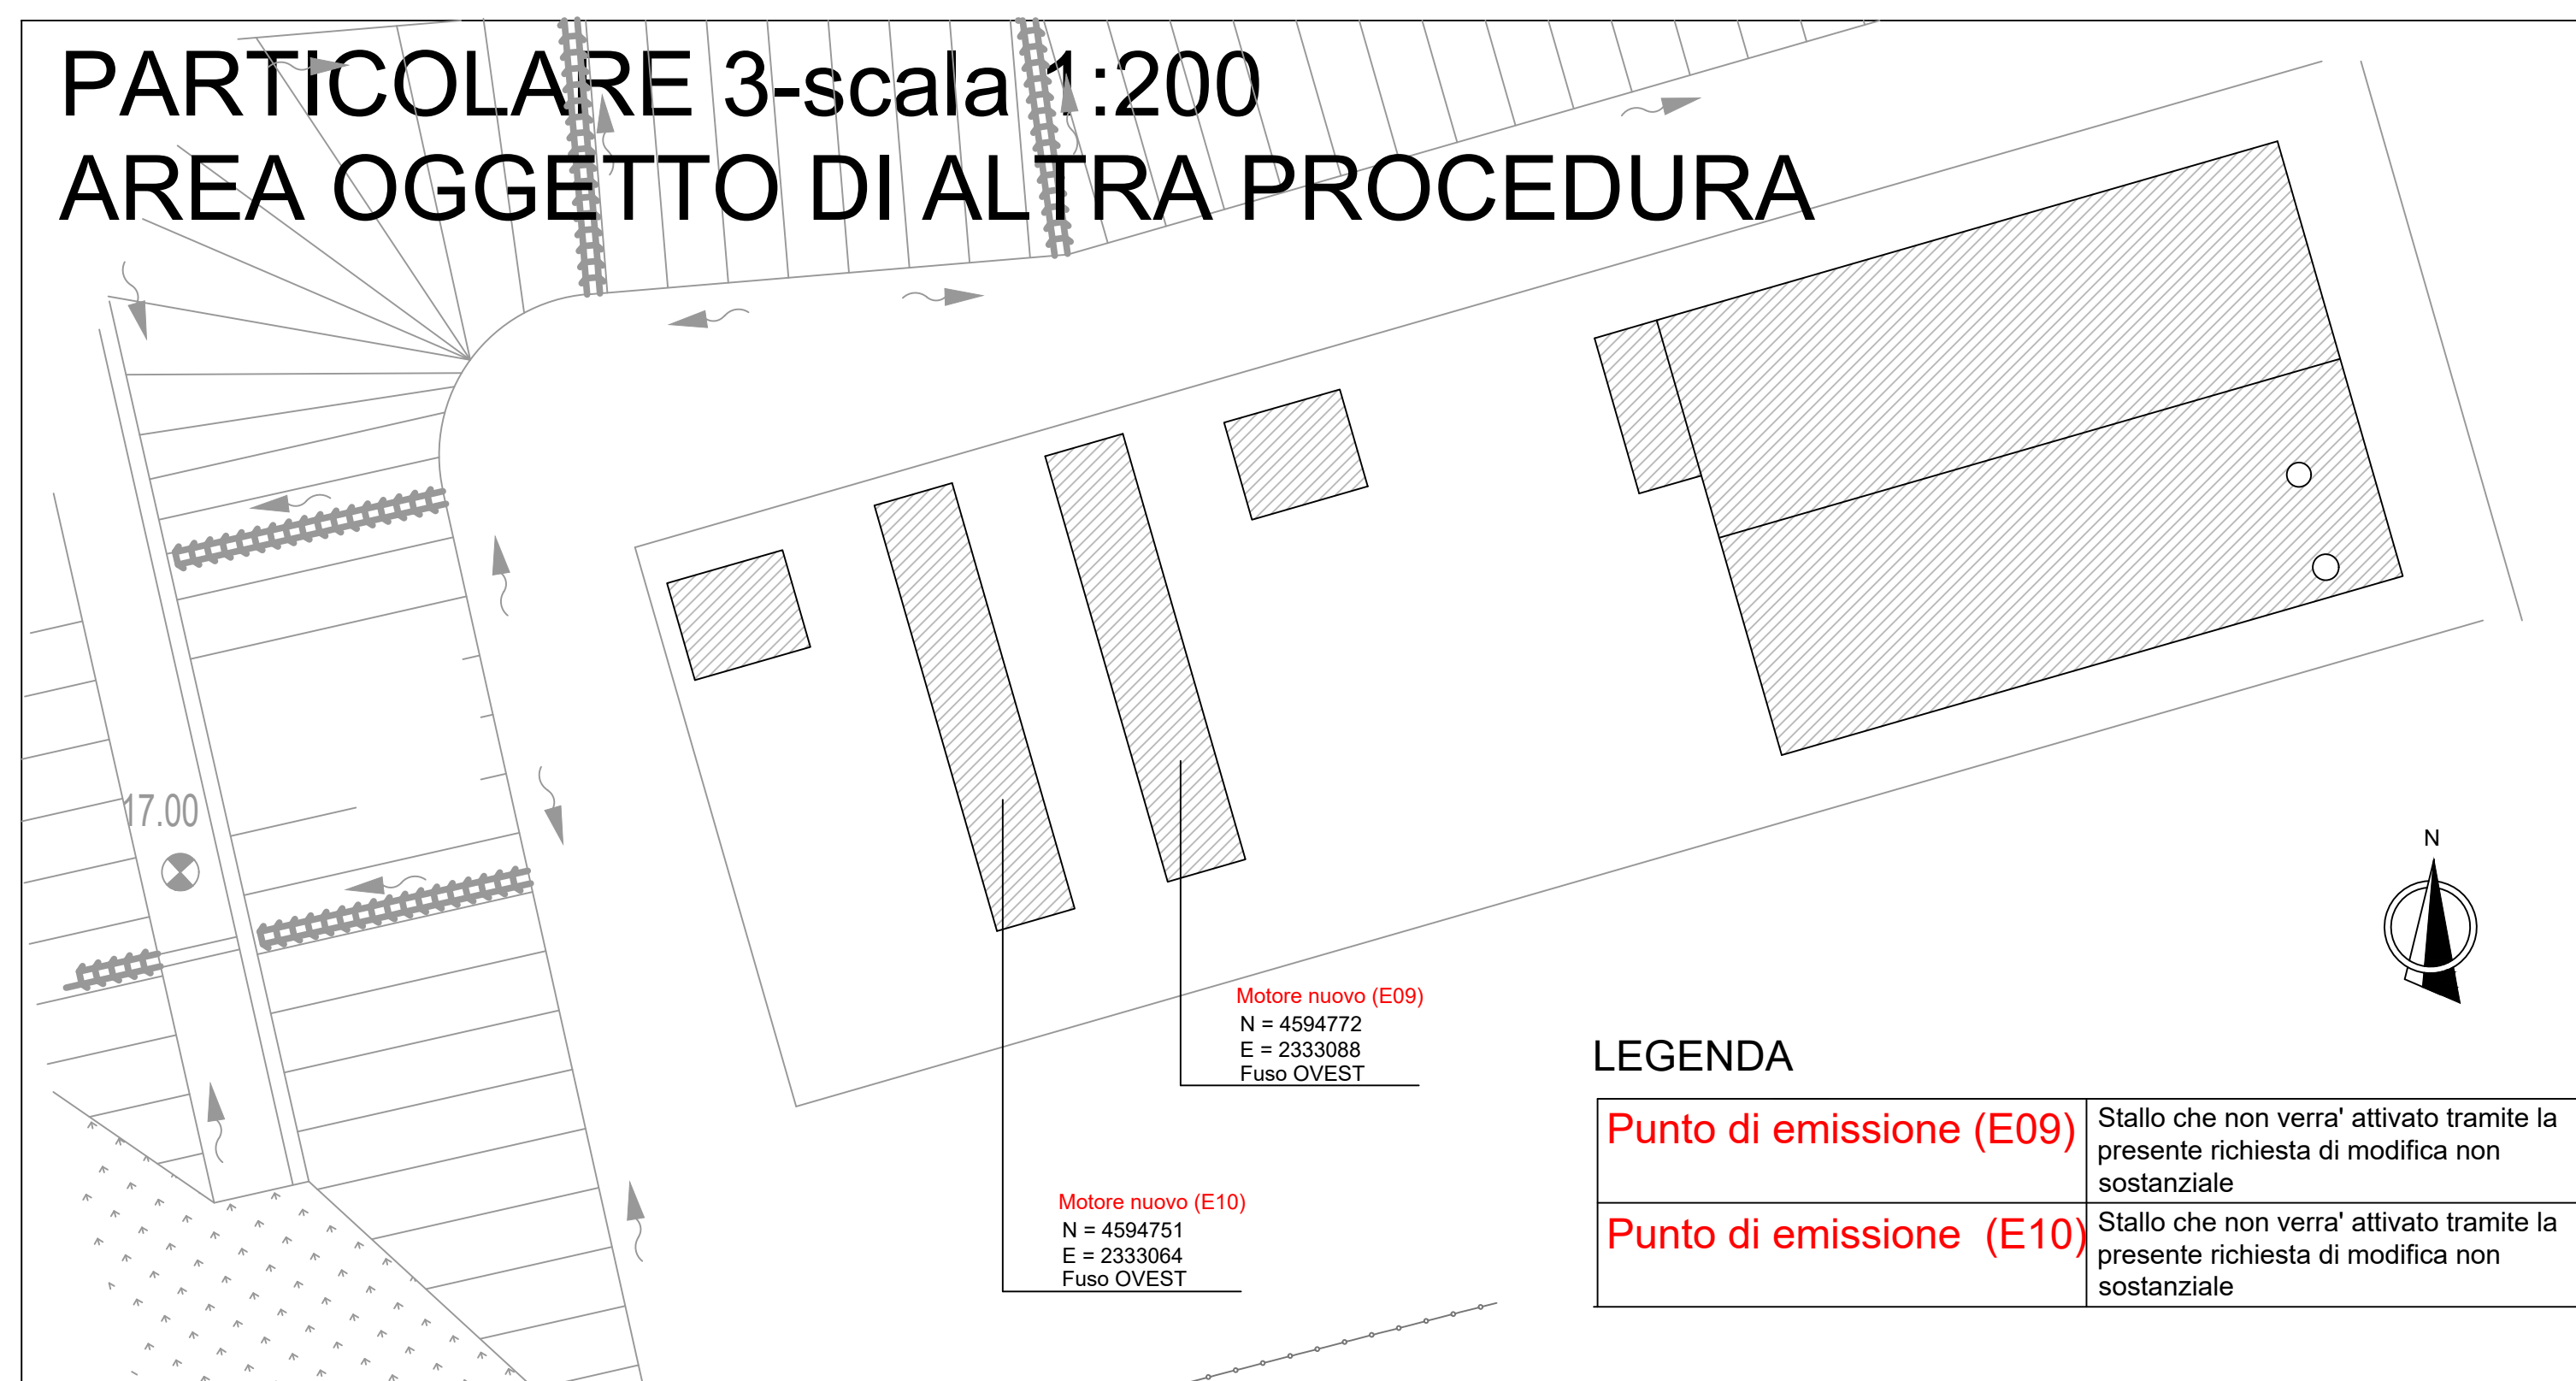 PARTICOLARE 3-scala 1:200
AREA OGGETTO DI ALTRA PROCEDURA
17.00
N
Motore nuovo (E09)
N = 4594772
E = 2333088
Fuso OVEST
Motore nuovo (E10)
N = 4594751
E = 2333064
Fuso OVEST
LEGENDA
Punto di emissione (E09)
Stallo che non verra' attivato tramite la
presente richiesta di modifica non
sostanziale
Punto di emissione (E10)
Stallo che non verra' attivato tramite la
presente richiesta di modifica non
sostanziale